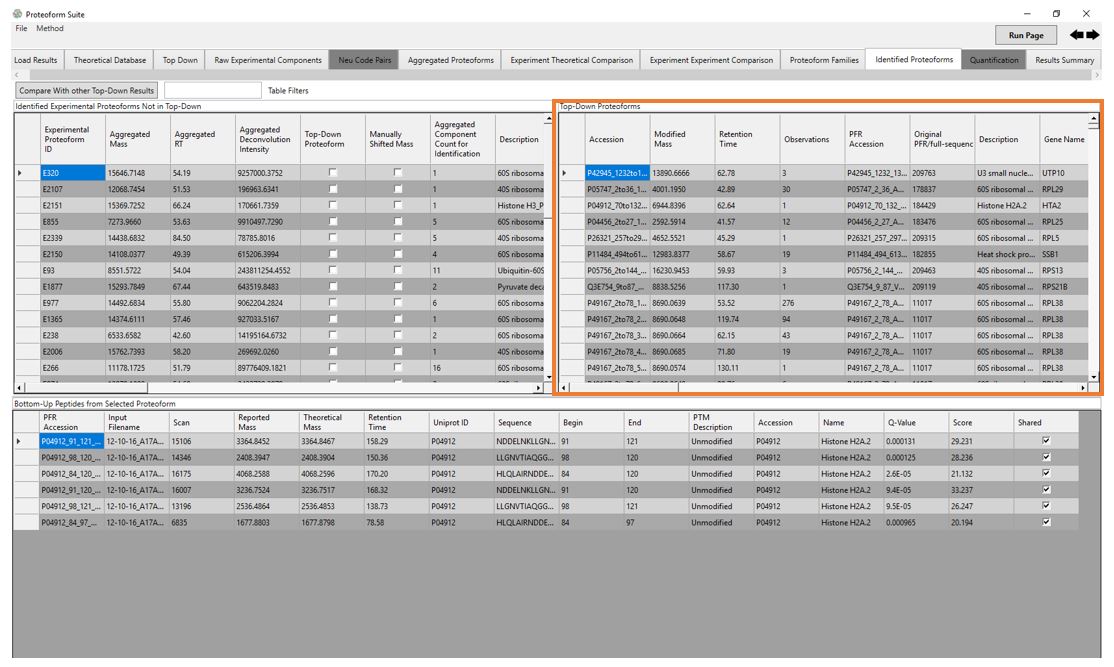 Proteoform Suite
File Method
Run Page
Load Results Theoretical Database Top Down Raw Experimental Components Neu Code Pairs Aggregated Proteoforms Experiment Theoretical Comparison Experiment Experiment Comparison Proteoform Families Identified Proteoforms Quantification Results Summary
Compare With other Top-Down Results Table Filters
Identified Experimental Proteoforms Not in Top-Down
Experimental Proteoform ID Aggregated Mass Aggregated RT Aggregated Deconvolution Intensity Top-Down Proteoform Manually Shifted Mass Aggregated Component Count for Identification Description
E320 15646.7148 54.19 9257000.3752 1 60S ribosoma
E2107 12068.7454 51.53 196963.6341 1 40S ribosoma
E2151 15369.7252 66.24 170661.7359 1 Histone H3_P
E855 7273.9660 53.63 9910497.7290 5 60S ribosoma
E2339 14438.6832 84.50 78785.8016 5 40S ribosoma
E2150 14108.0377 49.39 615206.3994 4 60S ribosoma
E93 8551.5722 54.04 243811254.4552 11 Ubiquitin-60S
E1877 15293.7849 67.44 643519.8483 2 Pyruvate deca
E977 14492.6834 55.80 9062204.2824 6 60S ribosoma
E1365 14374.6111 57.46 927033.5167 1 60S ribosoma
E238 6533.6582 42.60 14195164.6732 2 60S ribosoma
E2006 15762.7393 58.20 269692.0260 1 40S ribosoma
E266 11178.1725 51.79 89776409.1821 16 60S ribosoma
Top-Down Proteoforms
Accession Modified Mass Retention Time Observations PFR Accession Original PFR/full-sequenc Description Gene Name
P42945_1232to1... 13890.6666 62.78 3 P42945_1232_13... 209763 U3 small nucle... UTP10
P05747_2to36_1... 4001.1950 42.89 30 P05747_2_36_A... 178837 60S ribosomal ... RPL29
P04912_70to132... 6944.8396 62.64 1 P04912_70_132_... 184429 Histone H2A.2 HTA2
P04456_2to27_1... 2592.5914 41.57 12 P04456_2_27_A... 183476 60S ribosomal ... RPL25
P26321_257to29... 4652.5521 45.29 1 P26321_257_297... 209315 60S ribosomal ... RPL5
P11484_494to61... 12983.8377 58.67 19 P11484_494_613... 182855 Heat shock pro... SSB1
P05756_2to144_... 16230.9453 59.93 3 P05756_2_144_... 209463 40S ribosomal ... RPS13
Q3E754_9to87_... 8838.5256 117.30 1 Q3E754_9_87_V... 209119 40S ribosomal ... RPS21B
P49167_2to78_1... 8690.0639 53.52 276 P49167_2_78_A... 11017 60S ribosomal ... RPL38
P49167_2to78_2... 8690.0648 119.74 94 P49167_2_78_A... 11017 60S ribosomal ... RPL38
P49167_2to78_3... 8690.0664 62.15 43 P49167_2_78_A... 11017 60S ribosomal ... RPL38
P49167_2to78_4... 8690.0685 71.80 19 P49167_2_78_A... 11017 60S ribosomal ... RPL38
P49167_2to78_5... 8690.0574 130.11 1 P49167_2_78_A... 11017 60S ribosomal ... RPL38
Bottom-Up Peptides from Selected Proteoform
PFR Accession Input Filename Scan Reported Mass Theoretical Mass Retention Time Uniprot ID Sequence Begin End PTM Description Accession Name Q-Value Score Shared
P04912_91_121_... 12-10-16_A17A... 15106 3364.8452 3364.8467 158.29 P04912 NDDELNKLLGN... 91 121 Unmodified P04912 Histone H2A.2 0.000131 29.231
P04912_98_120_... 12-10-16_A17A... 14346 2408.3947 2408.3904 150.36 P04912 LLGNVTIAQGG... 98 120 Unmodified P04912 Histone H2A.2 0.000125 28.236
P04912_84_120_... 12-10-16_A17A... 16175 4068.2588 4068.2596 170.20 P04912 HLQLAIRNDDE... 84 120 Unmodified P04912 Histone H2A.2 2.6E-05 21.132
P04912_91_120_... 12-10-16_A17A... 16007 3236.7524 3236.7517 168.32 P04912 NDDELNKLLGN... 91 120 Unmodified P04912 Histone H2A.2 9.4E-05 33.237
P04912_98_121_... 12-10-16_A17A... 13196 2536.4864 2536.4853 138.73 P04912 LLGNVTIAQGG... 98 121 Unmodified P04912 Histone H2A.2 9.5E-05 26.247
P04912_84_97_... 12-10-16_A17A... 6835 1677.8803 1677.8798 78.58 P04912 HLQLAIRNDDE... 84 97 Unmodified P04912 Histone H2A.2 0.000965 20.194